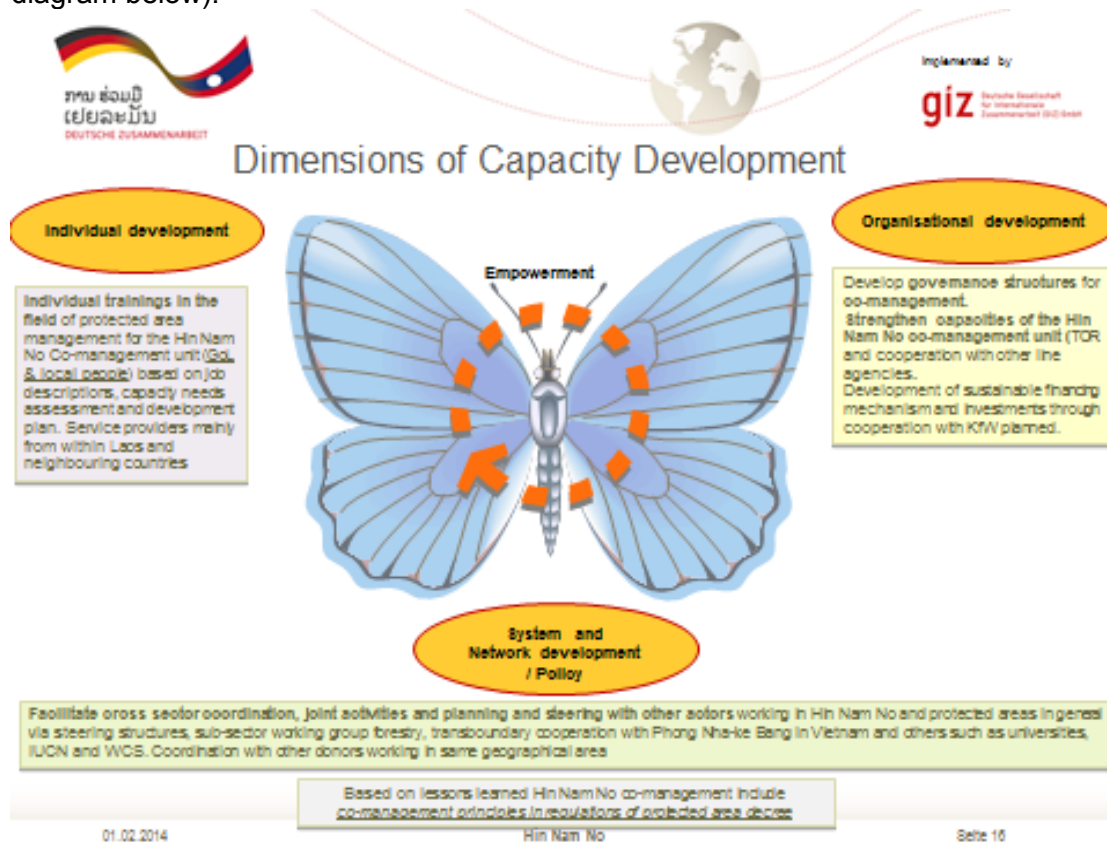 diagram below).
ການ ຮ່ວມມື
ເຢຍລະມັນ
DEUTSCHE ZUSAMMENARBEIT
Implemented by
giz Deutsche Gesellschaft
für Internationale
Zusammenarbeit (GIZ) GmbH
Dimensions of Capacity Development
Individual development
Organisational development
Empowerment
Individual trainings in the
field of protected area
management for the Hin Nam
No Co-management unit (GoL
& local people) based on job
descriptions, capacity needs
assessment and development
plan. Service providers mainly
from within Laos and
neighbouring countries
Develop governance structures for
co-management.
Strengthen capacities of the Hin
Nam No co-management unit (TOR
and cooperation with other line
agencies.
Development of sustainable financing
mechanism and investments through
cooperation with KfW planned.
System and
Network development
/ Policy
Facilitate cross sector coordination, joint activities and planning and steering with other actors working in Hin Nam No and protected areas in general
via steering structures, sub-sector working group forestry, transboundary cooperation with Phong Nha-ke Bang in Vietnam and others such as universities,
IUCN and WCS. Coordination with other donors working in same geographical area
Based on lessons learned Hin Nam No co-management include
co-management principles in regulations of protected area decree
01.02.2014
Hin Nam No
Seite 16